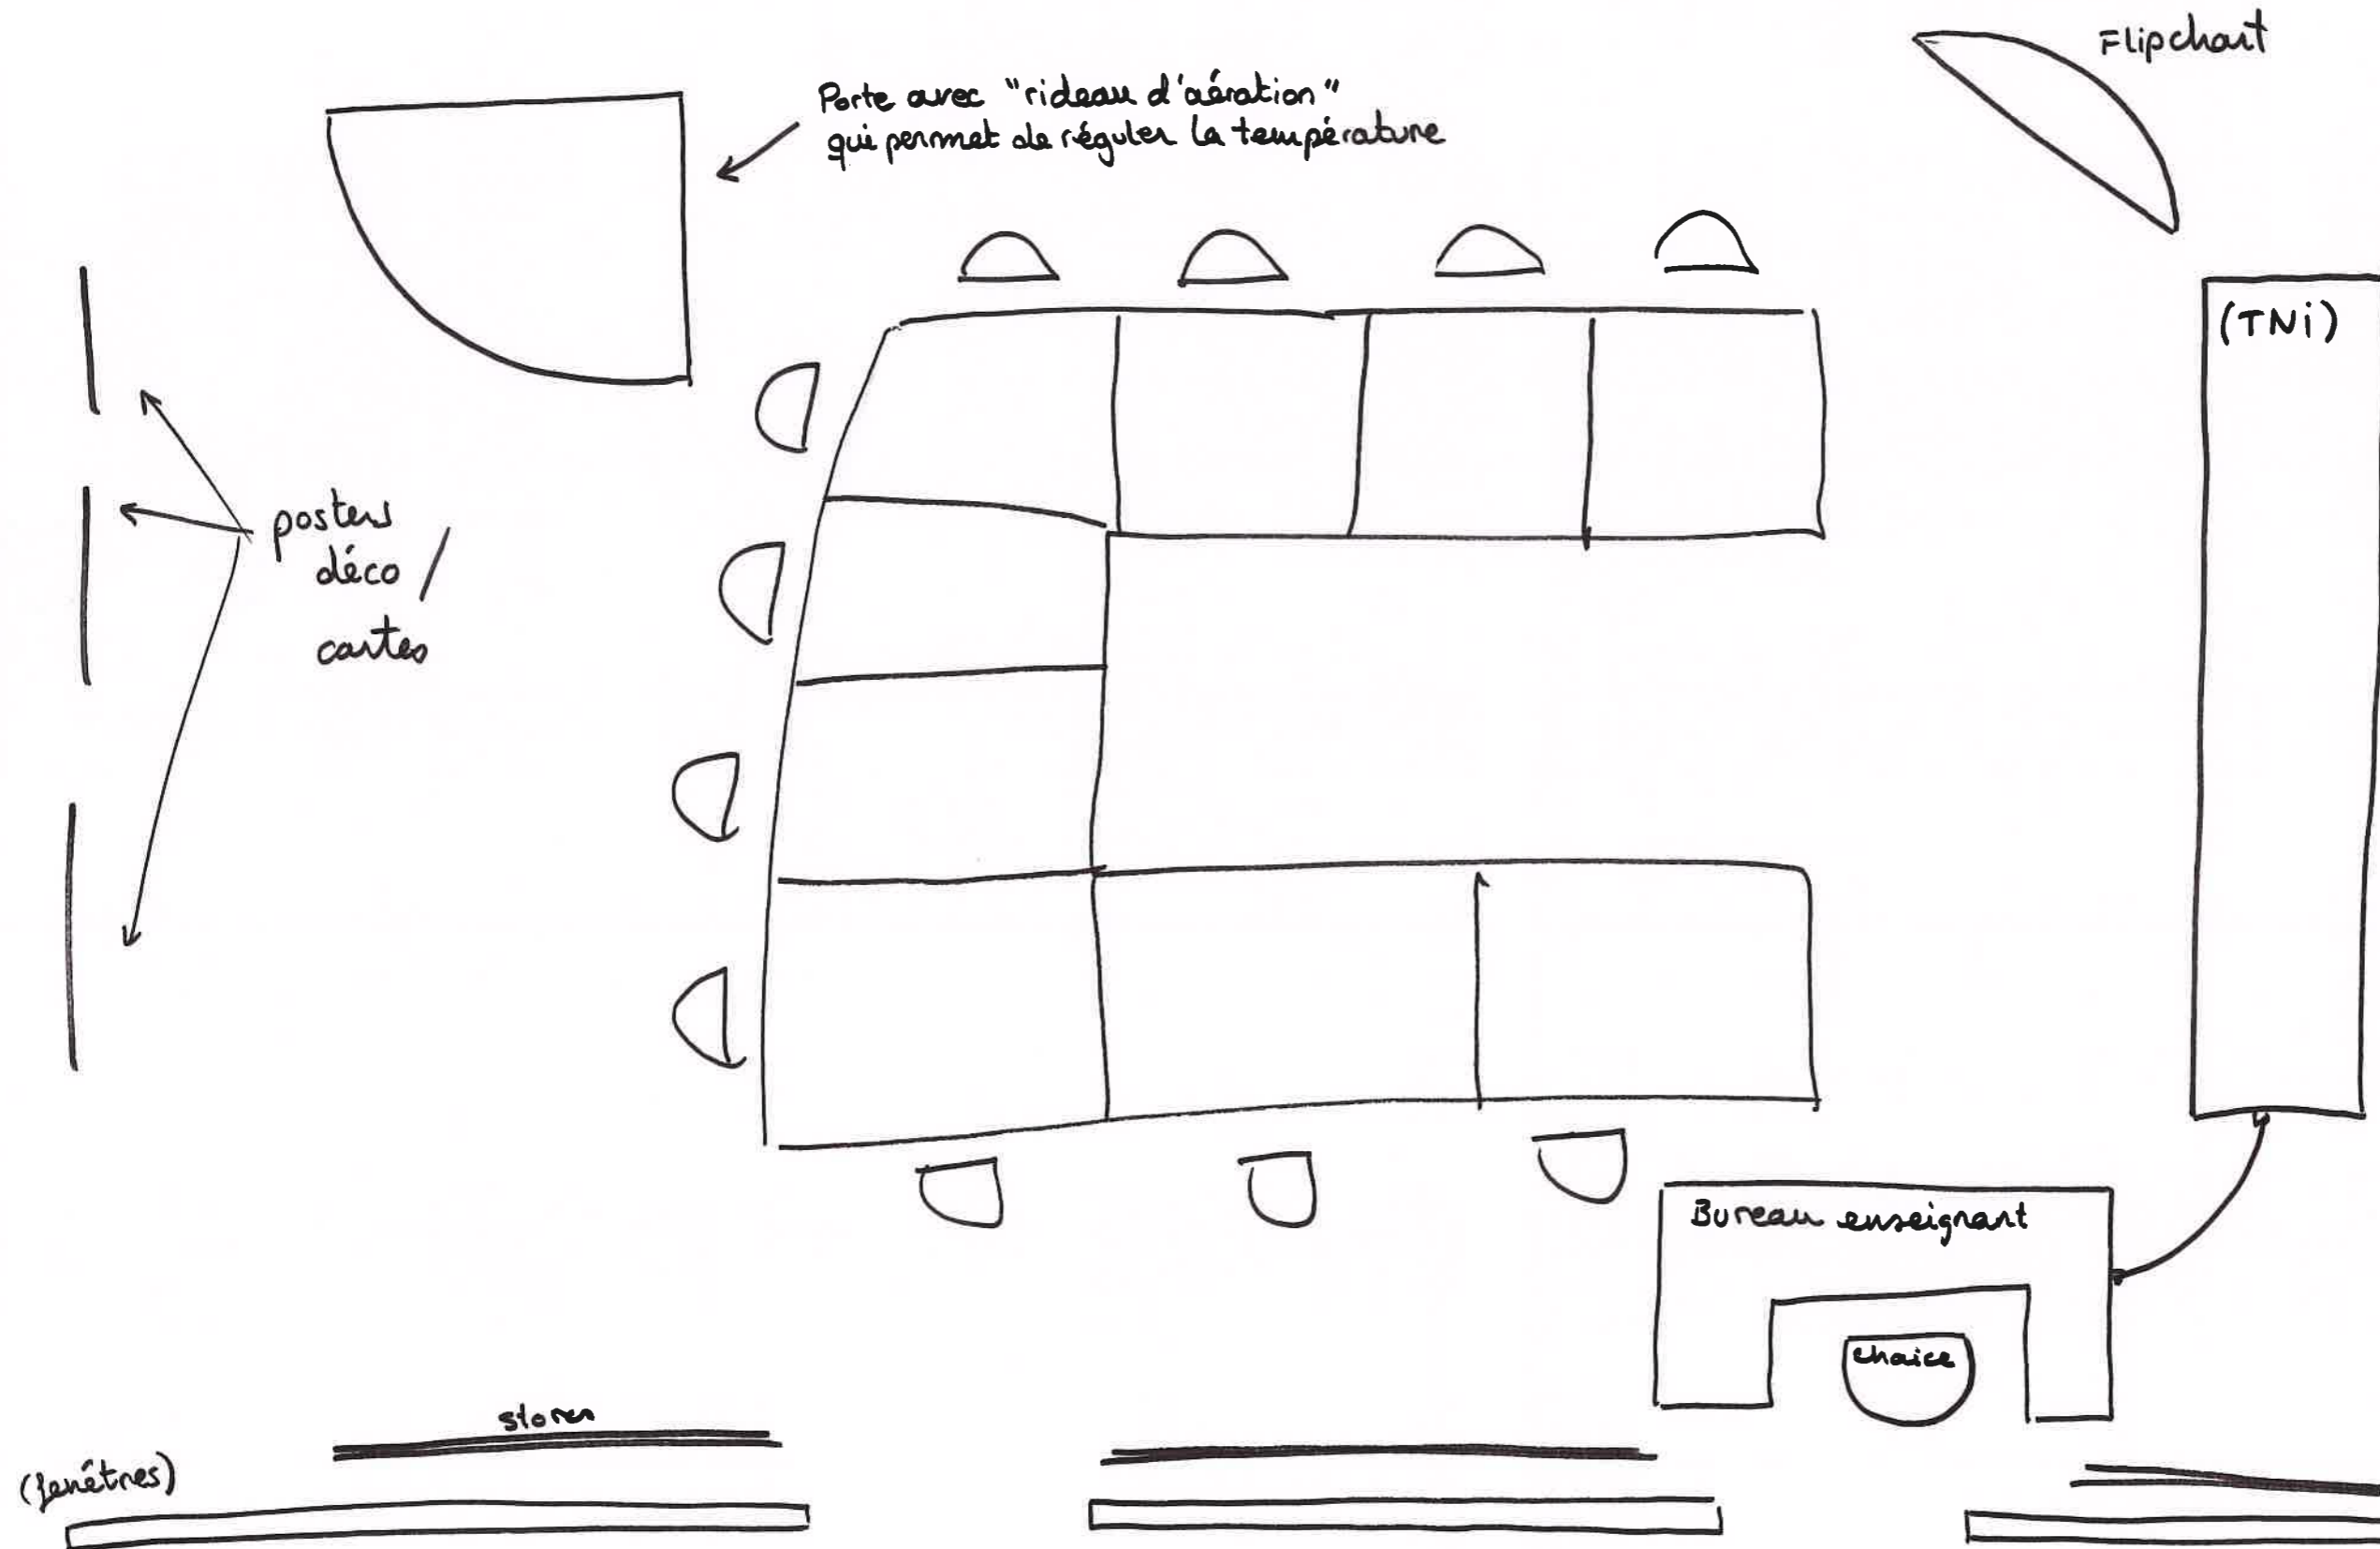 Flipchart
Porte avec "rideau d'aération"
qui permet de réguler la température
(TNi)
posters
déco /
cartes
Bureau enseignant
chaice
stores
(fenêtres)